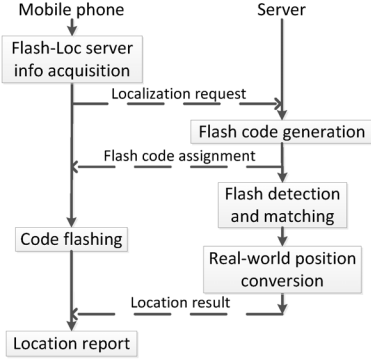 Mobile phone
Server
Flash-Loc server
info acquisition
Localization request
Flash code generation
Flash code assignment
Flash detection
and matching
Code flashing
Real-world position
conversion
Location result
Location report